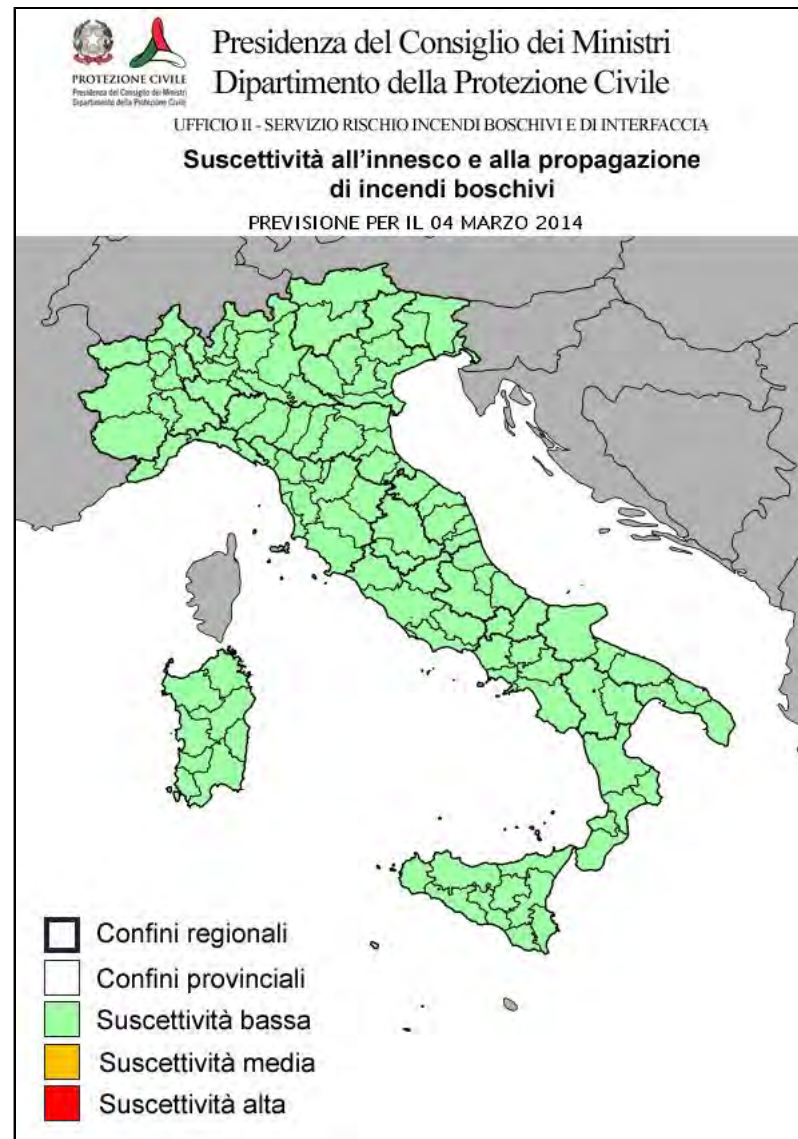 Presidenza del Consiglio dei Ministri
Dipartimento della Protezione Civile
PROTEZIONE CIVILE
Presidenza del Consiglio dei Ministri
Dipartimento della Protezione Civile
UFFICIO II - SERVIZIO RISCHIO INCENDI BOSCHIVI E DI INTERFACCIA
Suscettività all'innesco e alla propagazione
di incendi boschivi
PREVISIONE PER IL 04 MARZO 2014
Confini regionali
Confini provinciali
Suscettività bassa
Suscettività media
Suscettività alta